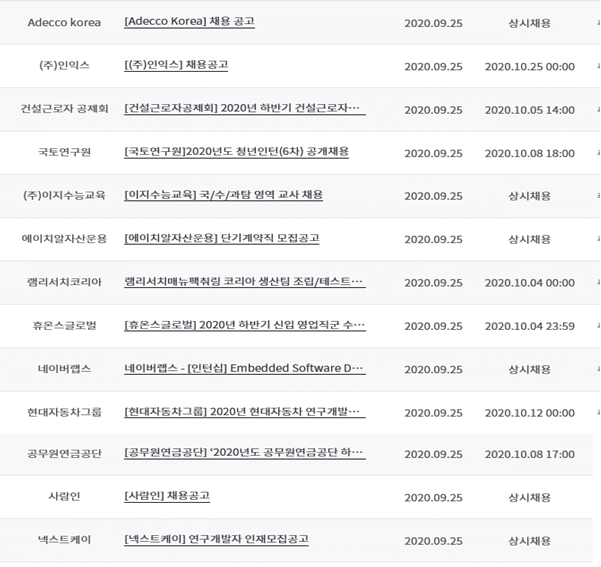 Adecco korea [Adecco Korea] 채용 공고 2020.09.25 상시채용
(주)인익스 [(주)인익스] 채용공고 2020.09.25 2020.10.25 00:00
건설근로자 공제회 [건설근로자공제회] 2020년 하반기 건설근로자… 2020.09.25 2020.10.05 14:00
국토연구원 [국토연구원]2020년도 청년인턴(6차) 공개채용 2020.09.25 2020.10.08 18:00
(주)이지수능교육 [이지수능교육] 국/수/과탐 영역 교사 채용 2020.09.25 상시채용
에이치알자산운용 [에이치알자산운용] 단기계약직 모집공고 2020.09.25 상시채용
램리서치코리아 램리서치매뉴팩춰링 코리아 생산팀 조립/테스트… 2020.09.25 2020.10.04 00:00
휴온스글로벌 [휴온스글로벌] 2020년 하반기 신입 영업직군 수… 2020.09.25 2020.10.04 23:59
네이버랩스 네이버랩스 - [인턴십] Embedded Software D… 2020.09.25 상시채용
현대자동차그룹 [현대자동차그룹] 2020년 현대자동차 연구개발… 2020.09.25 2020.10.12 00:00
공무원연금공단 [공무원연금공단] ‘2020년도 공무원연금공단 하… 2020.09.25 2020.10.08 17:00
사람인 [사람인] 채용공고 2020.09.25 상시채용
넥스트케이 [넥스트케이] 연구개발자 인재모집공고 2020.09.25 상시채용